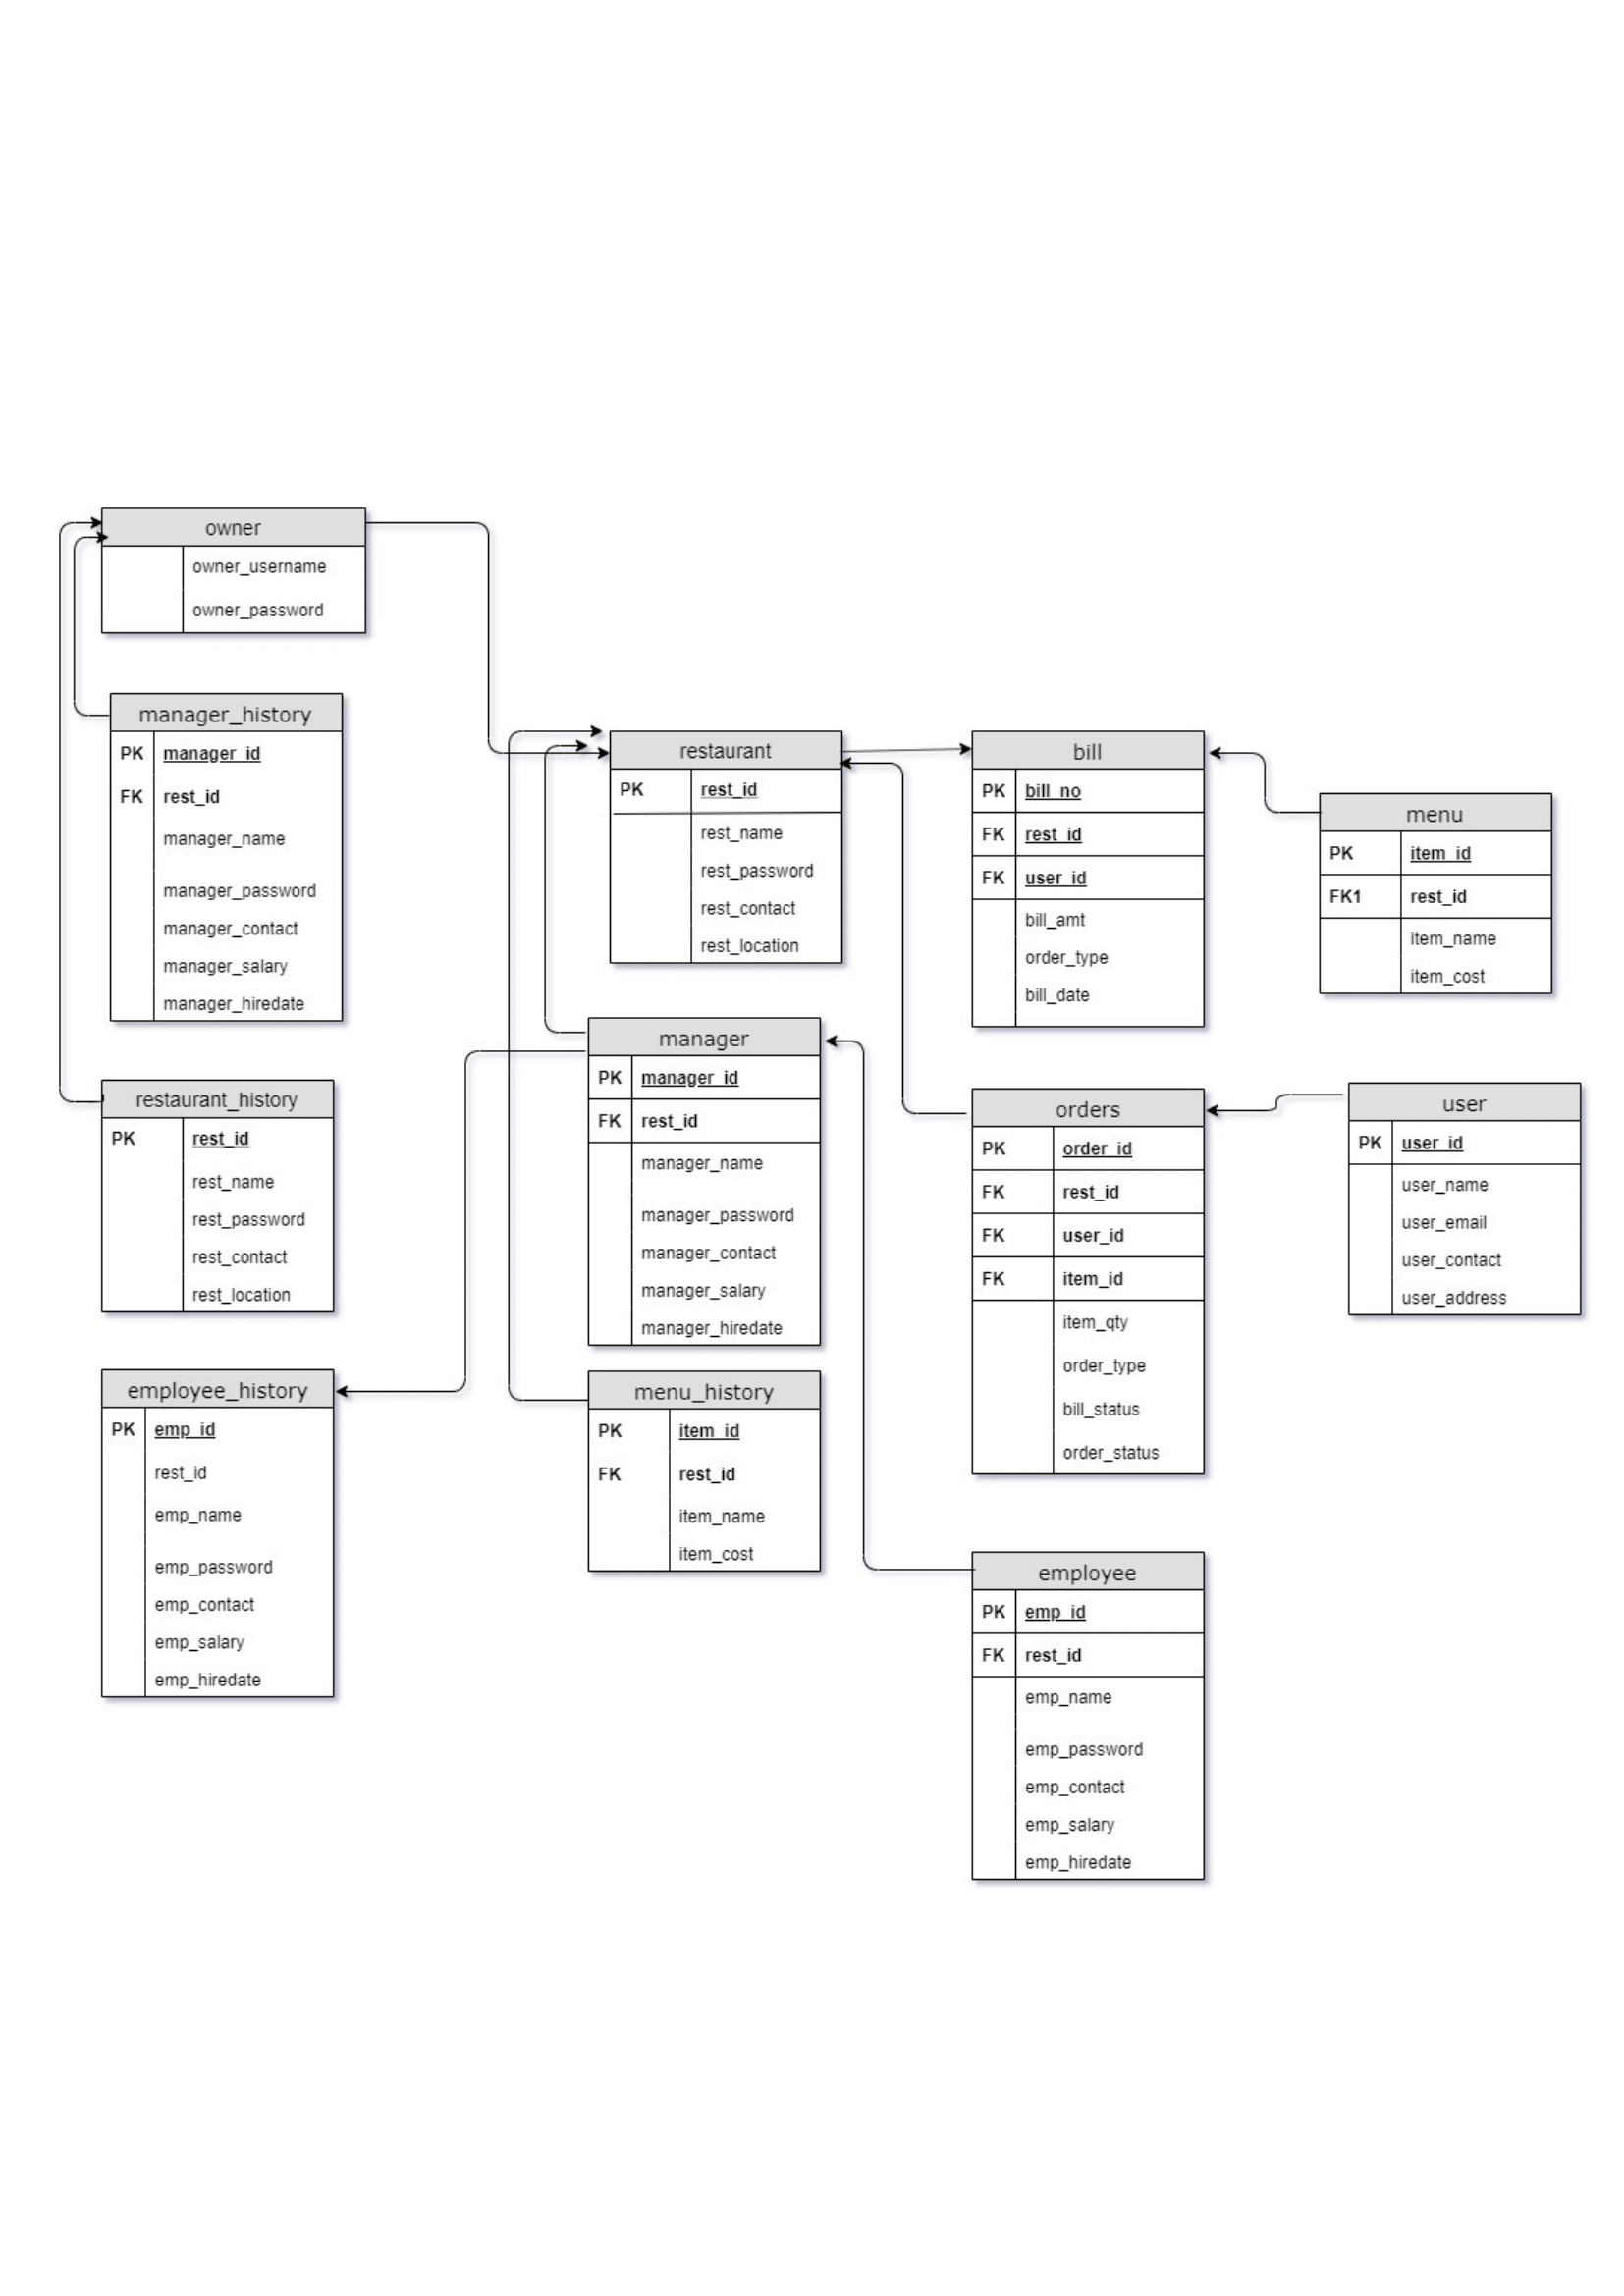 owner
owner_username
owner_password
manager_history
PK manager_id
FK rest_id
manager_name
manager_password
manager_contact
manager_salary
manager_hiredate
restaurant_history
PK rest_id
rest_name
rest_password
rest_contact
rest_location
employee_history
PK emp_id
rest_id
emp_name
emp_password
emp_contact
emp_salary
emp_hiredate
restaurant
PK rest_id
rest_name
rest_password
rest_contact
rest_location
manager
PK manager_id
FK rest_id
manager_name
manager_password
manager_contact
manager_salary
manager_hiredate
menu_history
PK item_id
FK rest_id
item_name
item_cost
bill
PK bill_no
FK rest_id
FK user_id
bill_amt
order_type
bill_date
orders
PK order_id
FK rest_id
FK user_id
FK item_id
item_qty
order_type
bill_status
order_status
employee
PK emp_id
FK rest_id
emp_name
emp_password
emp_contact
emp_salary
emp_hiredate
menu
PK item_id
FK1 rest_id
item_name
item_cost
user
PK user_id
user_name
user_email
user_contact
user_address